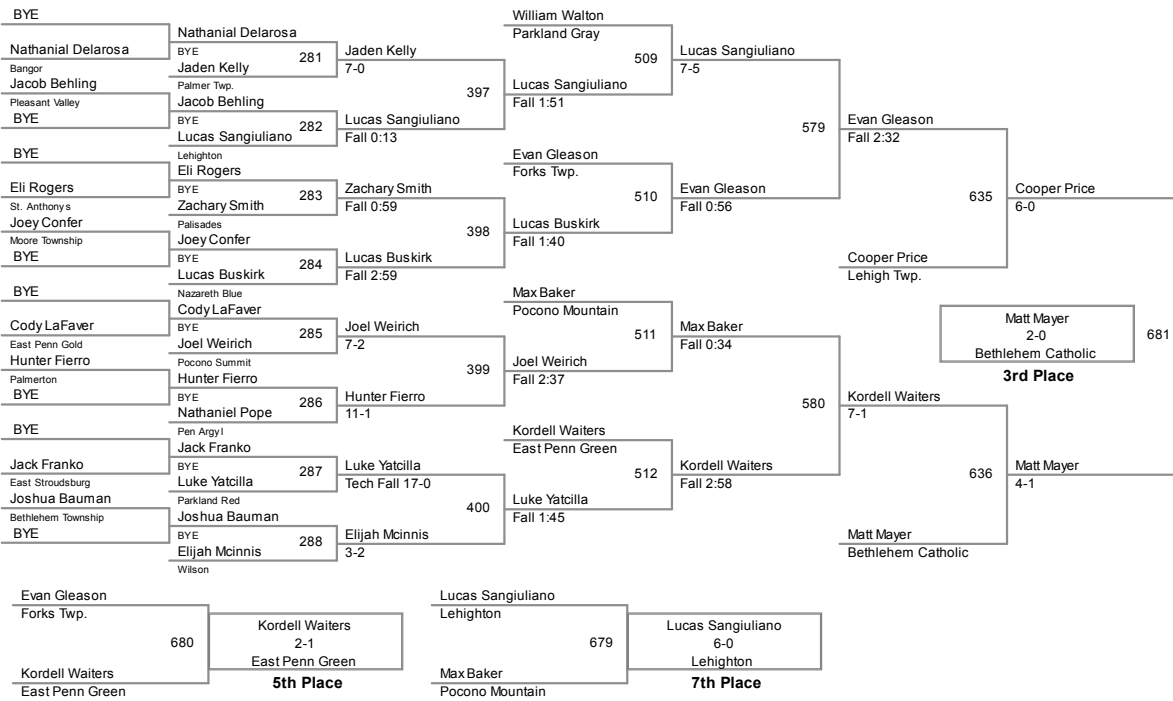 BYE
Nathanial Delarosa
Bangor
Jacob Behling
Pleasant Valley
BYE
BYE
Eli Rogers
St. Anthonys
Joey Confer
Moore Township
BYE
BYE
Cody LaFaver
East Penn Gold
Hunter Fierro
Palmerton
BYE
BYE
Jack Franko
East Stroudsburg
Joshua Bauman
Bethlehem Township
BYE
Nathanial Delarosa
BYE
281
Jaden Kelly
Palmer Twp.
Jacob Behling
BYE
282
Lucas Sangiuliano
Lehighton
Eli Rogers
BYE
283
Zachary Smith
Palisades
Joey Confer
BYE
284
Lucas Buskirk
Nazareth Blue
Cody LaFaver
BYE
285
Joel Weirich
Pocono Summit
Hunter Fierro
BYE
286
Nathaniel Pope
Pen Argyl
Jack Franko
BYE
287
Luke Yatcilla
Parkland Red
Joshua Bauman
BYE
288
Elijah Mcinnis
Wilson
Jaden Kelly
7-0
397
Lucas Sangiuliano
Fall 0:13
Zachary Smith
Fall 0:59
398
Lucas Buskirk
Fall 2:59
Joel Weirich
7-2
399
Hunter Fierro
11-1
Luke Yatcilla
Tech Fall 17-0
400
Elijah Mcinnis
3-2
William Walton
Parkland Gray
509
Lucas Sangiuliano
Fall 1:51
Evan Gleason
Forks Twp.
510
Lucas Buskirk
Fall 1:40
Max Baker
Pocono Mountain
511
Joel Weirich
Fall 2:37
Kordell Waiters
East Penn Green
512
Luke Yatcilla
Fall 1:45
Lucas Sangiuliano
7-5
579
Evan Gleason
Fall 0:56
Max Baker
Fall 0:34
580
Kordell Waiters
Fall 2:58
Evan Gleason
Fall 2:32
635
Cooper Price
Lehigh Twp.
Kordell Waiters
7-1
636
Matt Mayer
Bethlehem Catholic
Cooper Price
6-0
Matt Mayer
4-1
Matt Mayer
2-0
Bethlehem Catholic
681
3rd Place
Evan Gleason
Forks Twp.
680
Kordell Waiters
East Penn Green
Kordell Waiters
2-1
East Penn Green
5th Place
Lucas Sangiuliano
Lehighton
679
Max Baker
Pocono Mountain
Lucas Sangiuliano
6-0
Lehighton
7th Place